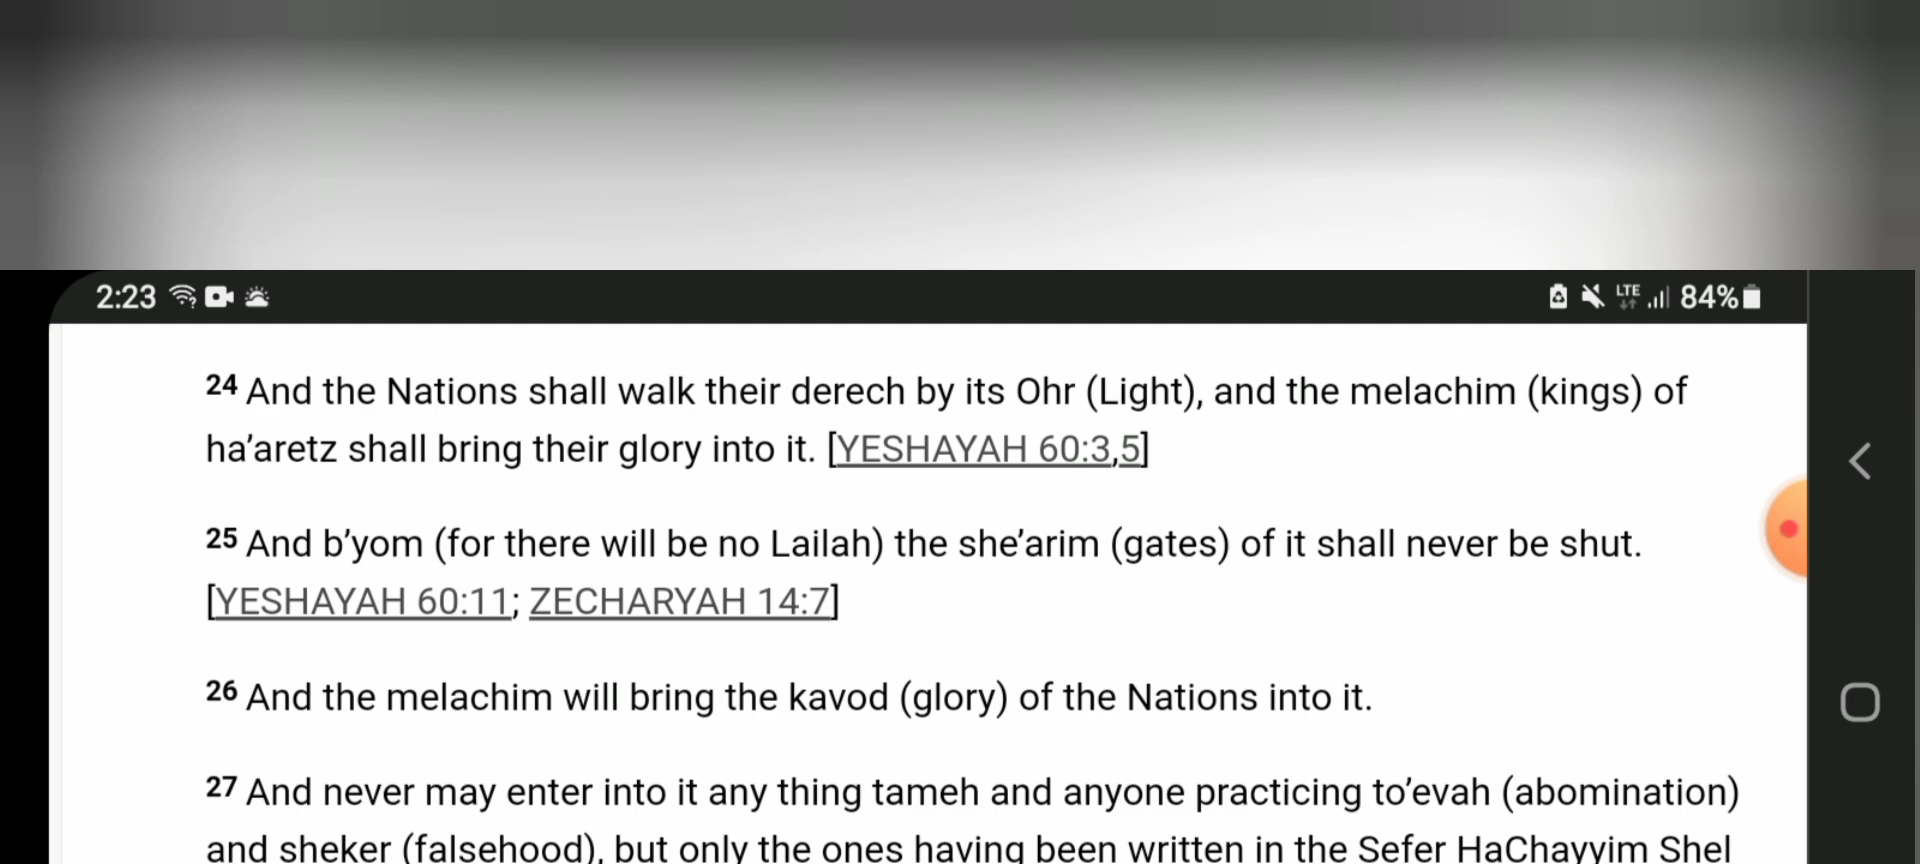 2:23 LTE 84%
24 And the Nations shall walk their derech by its Ohr (Light), and the melachim (kings) of
ha’aretz shall bring their glory into it. [YESHAYAH 60:3,5]
25 And b’yom (for there will be no Lailah) the she’arim (gates) of it shall never be shut.
[YESHAYAH 60:11; ZECHARYAH 14:7]
26 And the melachim will bring the kavod (glory) of the Nations into it.
27 And never may enter into it any thing tameh and anyone practicing to’evah (abomination)
and sheker (falsehood), but only the ones having been written in the Sefer HaChayyim Shel